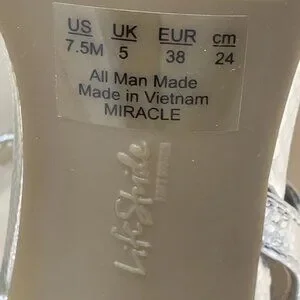 US UK EUR cm
7.5M 5 38 24
All Man Made
Made in Vietnam
MIRACLE
LifeStride